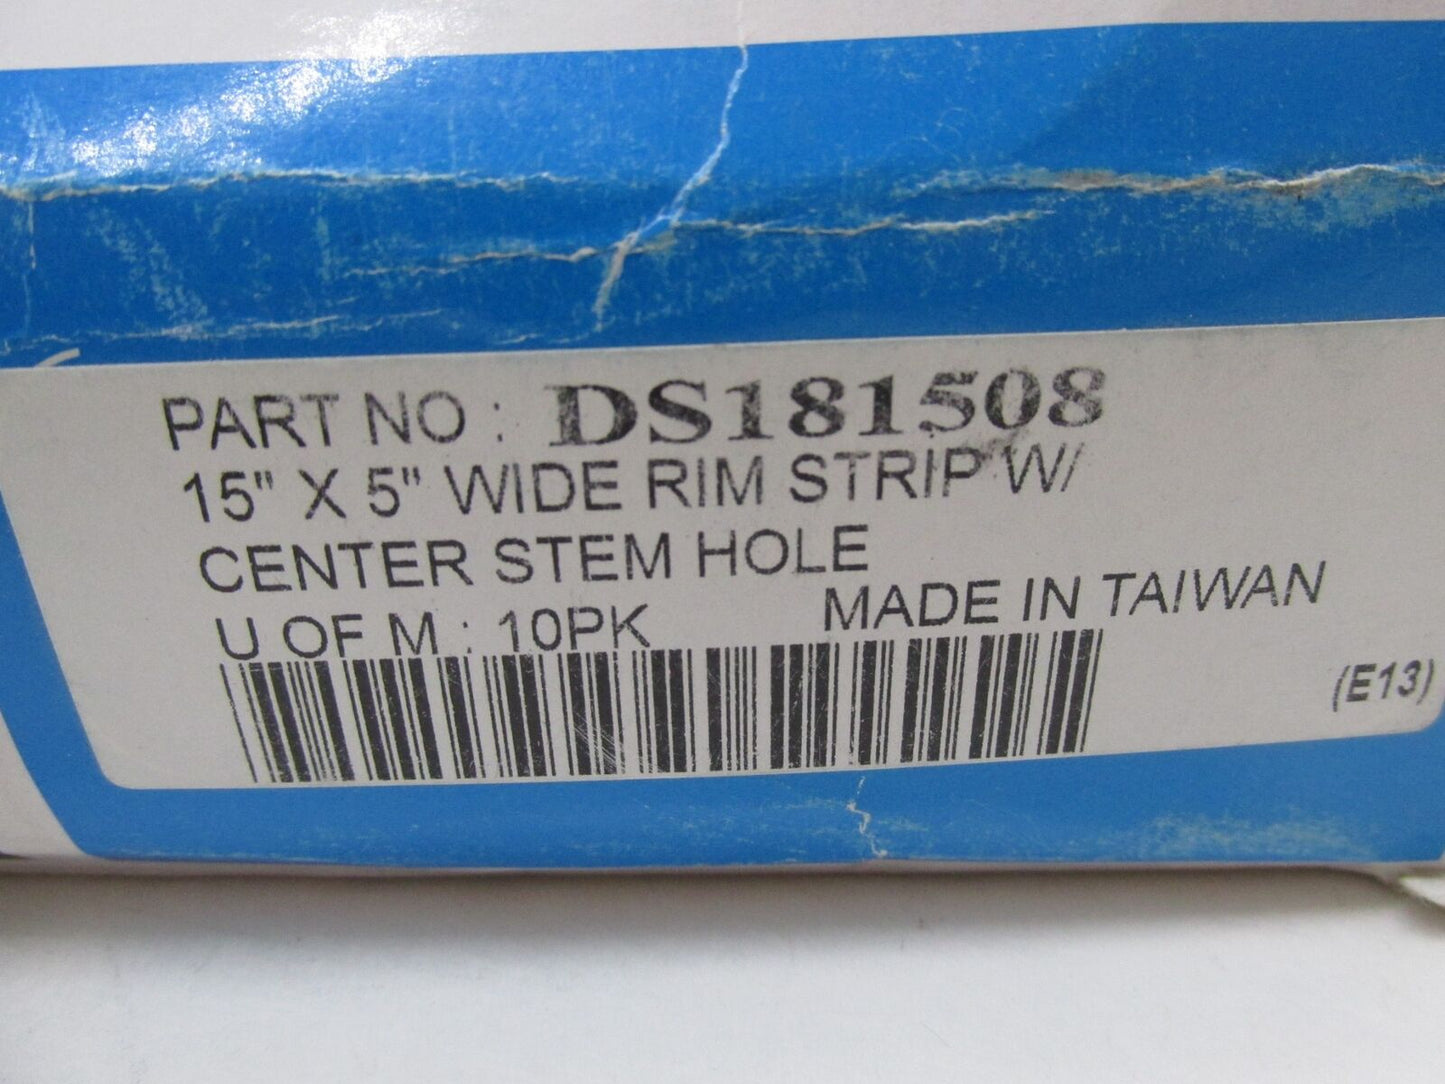 PART NO : DS181508
15" X 5" WIDE RIM STRIP W/
CENTER STEM HOLE
U OF M : 10PK MADE IN TAIWAN
(E13)